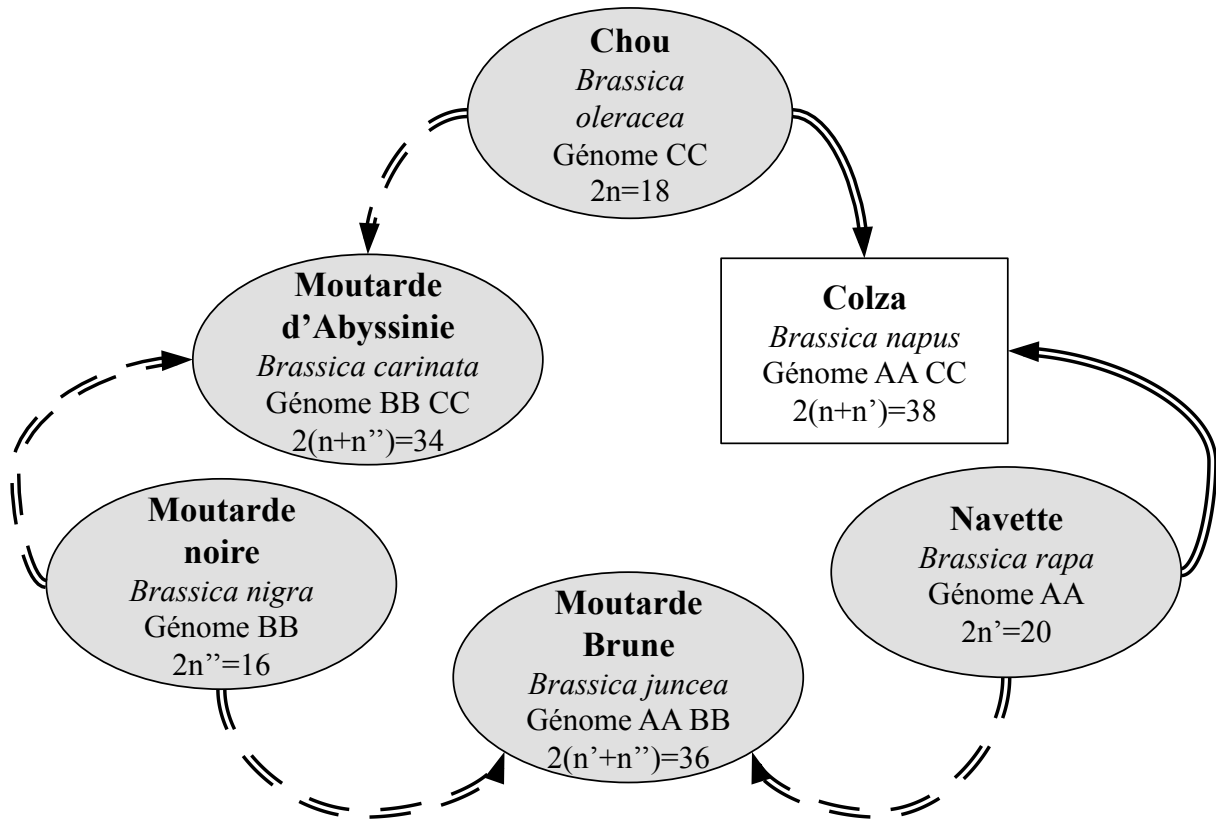 Chou
Brassica
oleracea
Génome CC
2n=18
Moutarde
d’Abyssinie
Brassica carinata
Génome BB CC
2(n+n’’)=34
Colza
Brassica napus
Génome AA CC
2(n+n’)=38
Moutarde
noire
Brassica nigra
Génome BB
2n’’=16
Moutarde
Brune
Brassica juncea
Génome AA BB
2(n’+n’’)=36
Navette
Brassica rapa
Génome AA
2n’=20